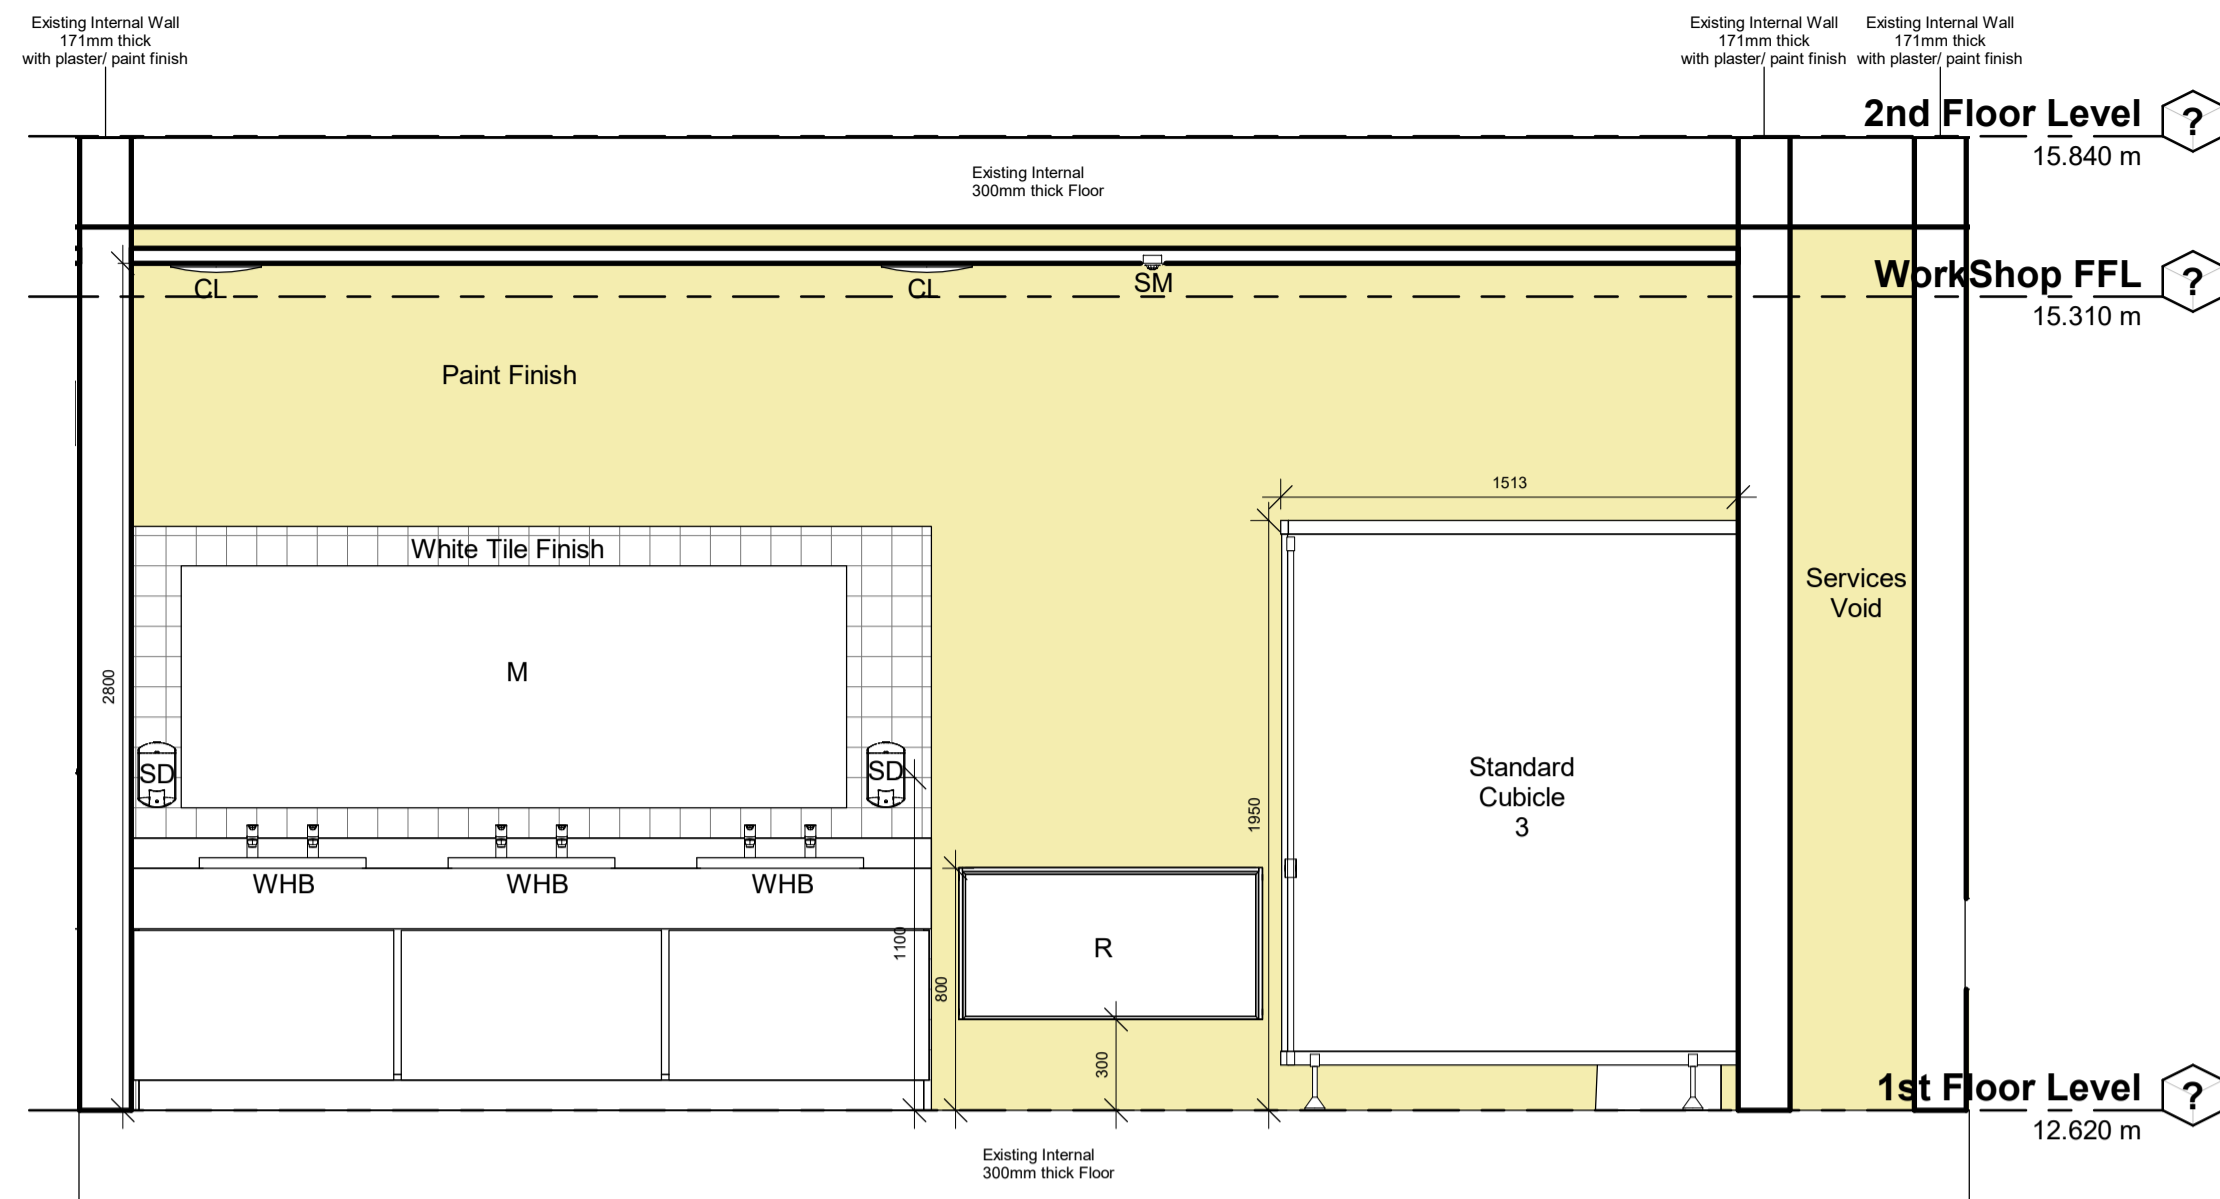 Existing Internal Wall
171mm thick
with plaster/ paint finish
Existing Internal Wall
171mm thick
with plaster/ paint finish
Existing Internal Wall
171mm thick
with plaster/ paint finish
2nd Floor Level
?
15.840 m
Existing Internal
300mm thick Floor
WorkShop FFL
?
15.310 m
CL
CL
SM
Paint Finish
1513
White Tile Finish
Services
Void
M
2800
SD
SD
Standard
Cubicle
3
1950
WHB
WHB
WHB
1100
R
800
300
1st Floor Level
?
12.620 m
Existing Internal
300mm thick Floor